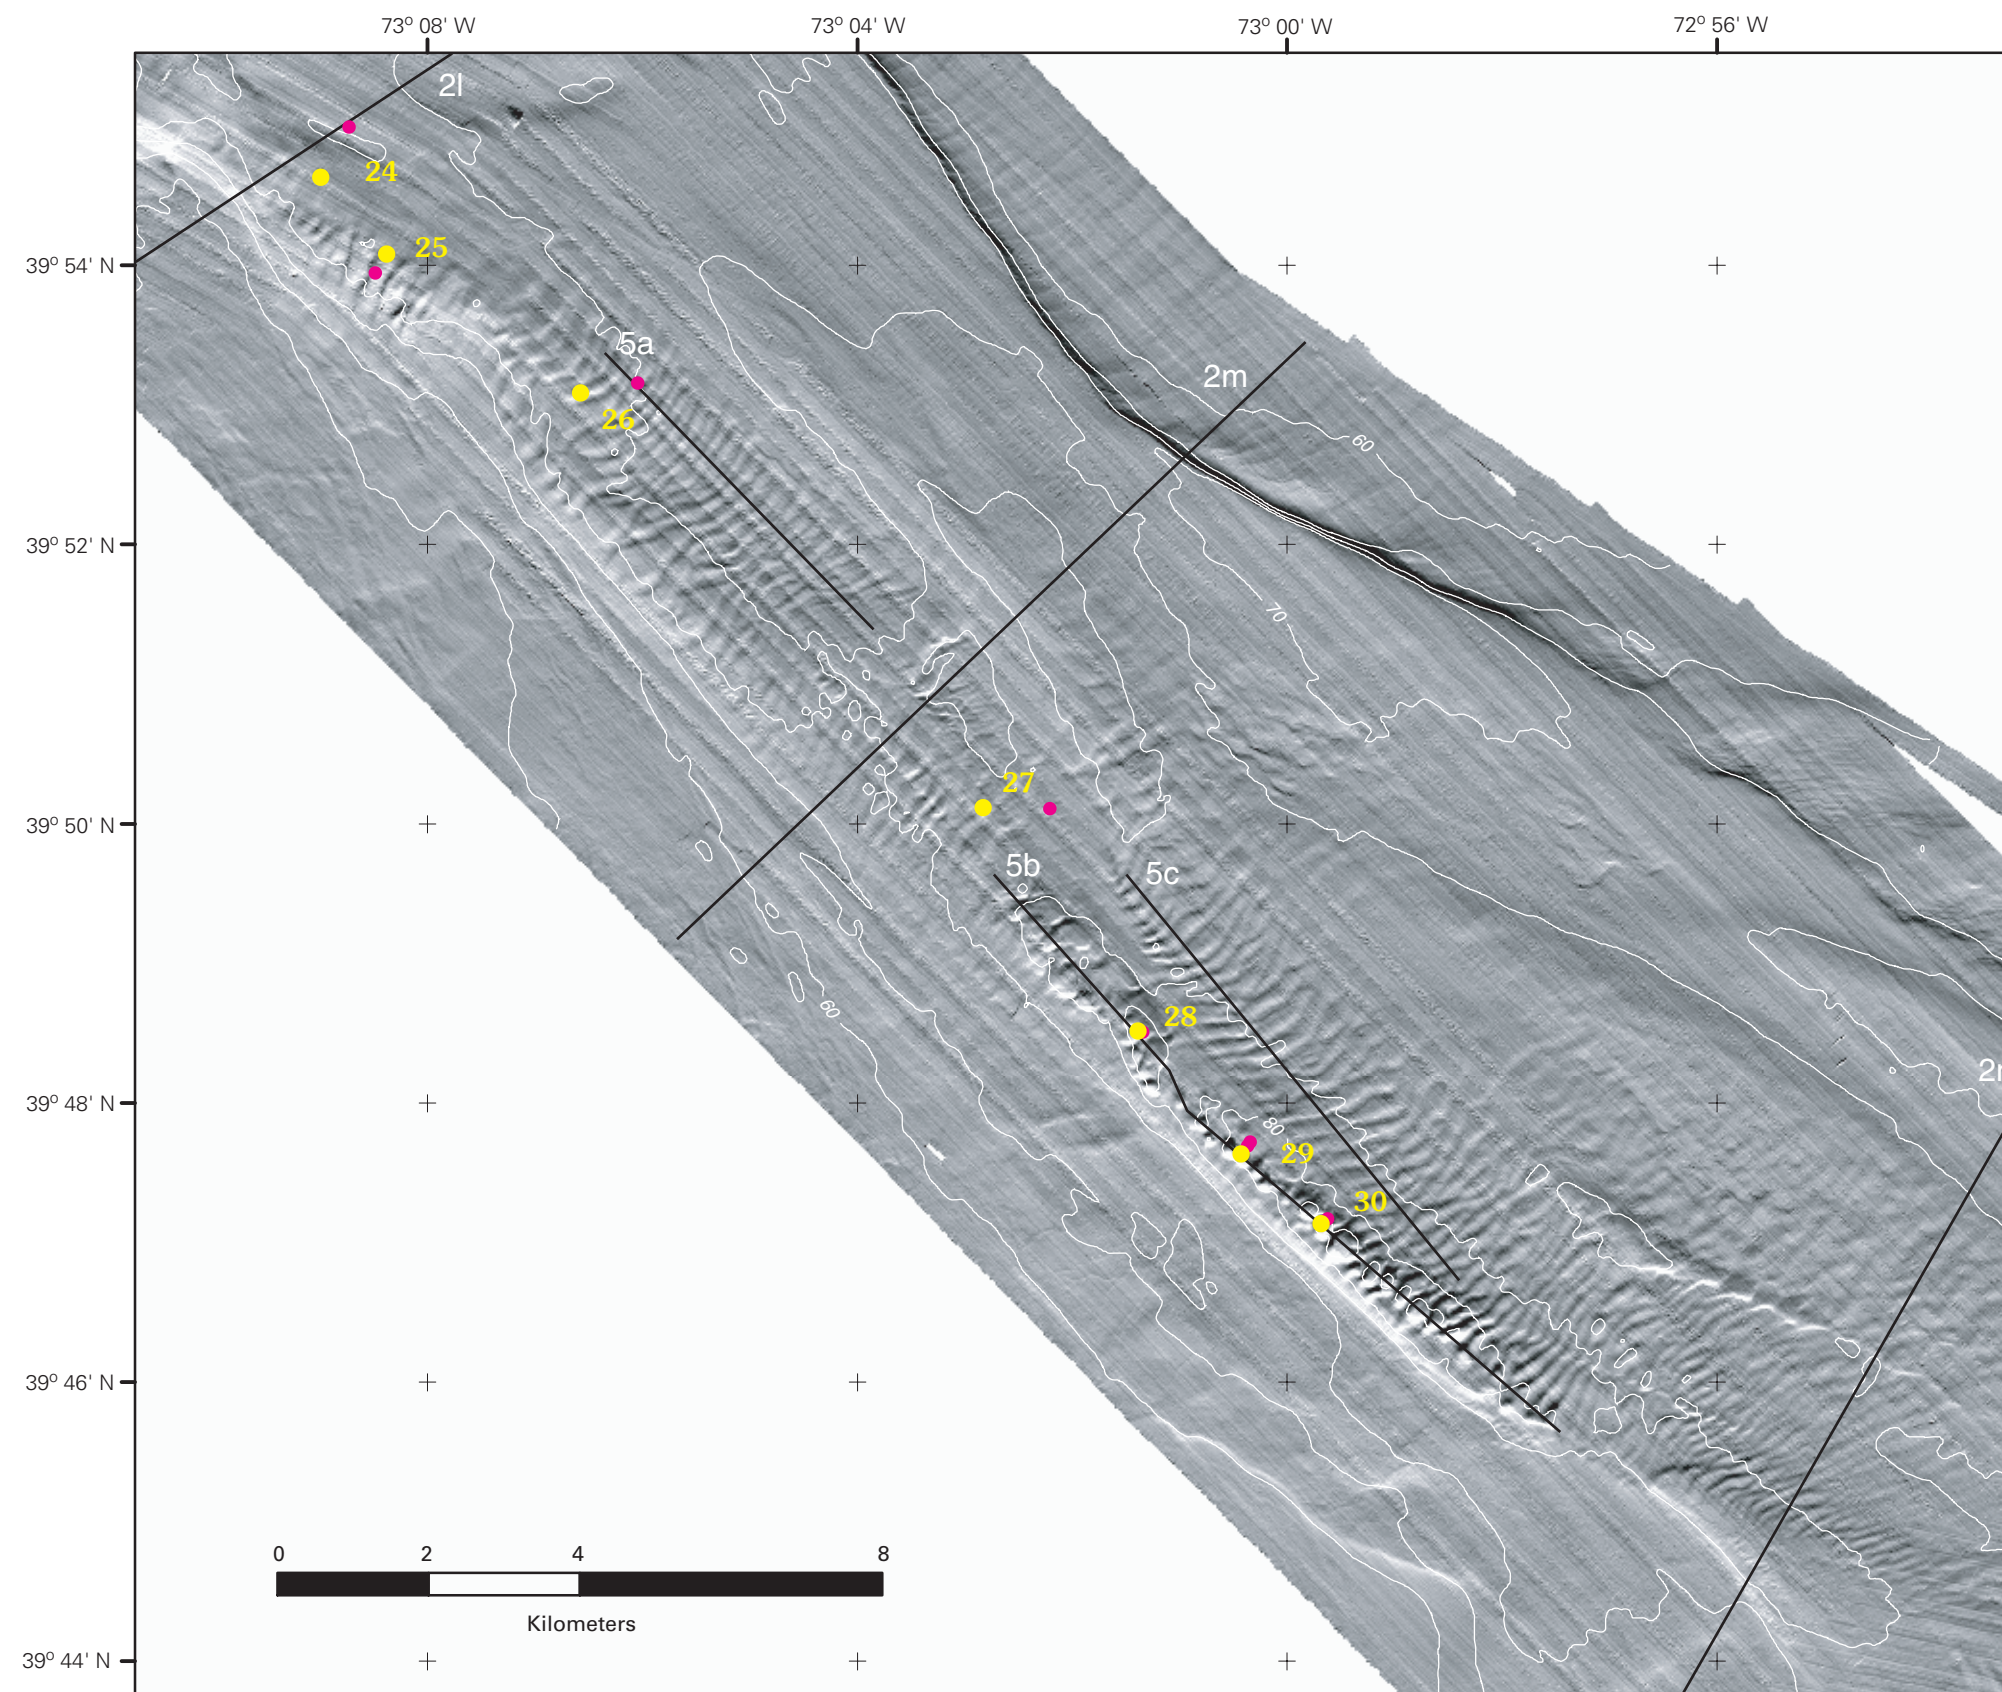 73° 08' W
73° 04' W
73° 00' W
72° 56' W
2l
24
25
39° 54' N
5a
2m
26
60
39° 52' N
70
27
39° 50' N
5b
5c
60
28
39° 48' N
80
29
30
39° 46' N
0 2 4 8
Kilometers
39° 44' N